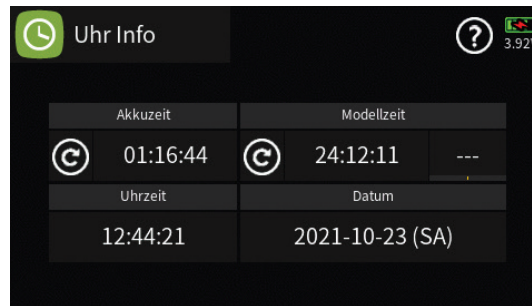 Uhr Info
?
3.92V
Akkuzeit Modellzeit
01:16:44 24:12:11 ---
Uhrzeit Datum
12:44:21 2021-10-23 (SA)